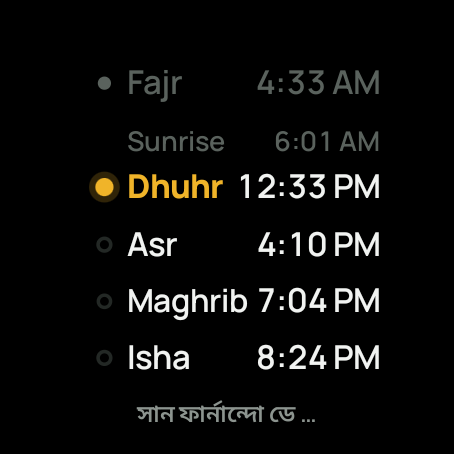 Fajr 4:33 AM
Sunrise 6:01 AM
Dhuhr 12:33 PM
Asr 4:10 PM
Maghrib 7:04 PM
Isha 8:24 PM
সান ফার্নান্দো ডে ...